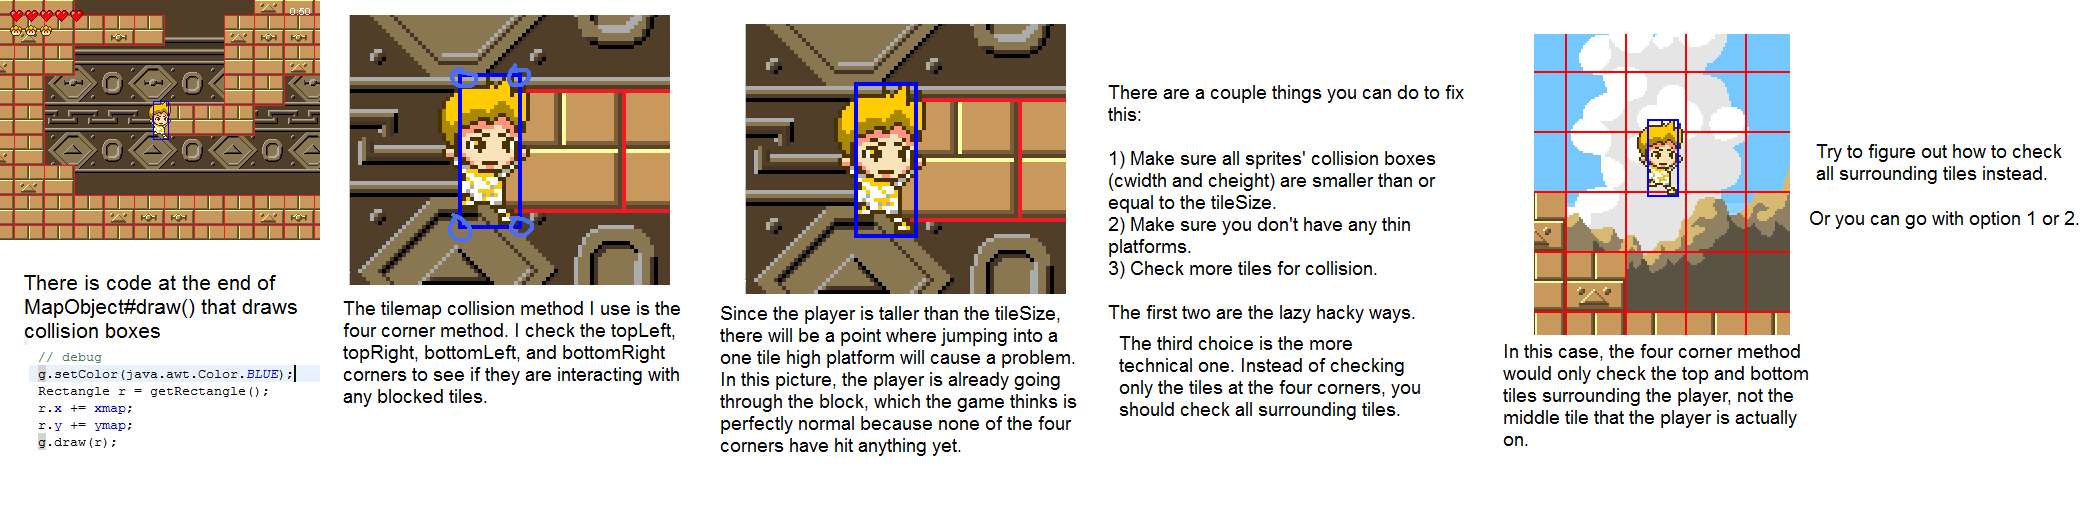 0:50
There is code at the end of
MapObject#draw() that draws
collision boxes
// debug
g.setColor(java.awt.Color.BLUE);
Rectangle r = getRectangle();
r.x += xmap;
r.y += ymap;
g.draw(r);
The tilemap collision method I use is the
four corner method. I check the topLeft,
topRight, bottomLeft, and bottomRight
corners to see if they are interacting with
any blocked tiles.
Since the player is taller than the tileSize,
there will be a point where jumping into a
one tile high platform will cause a problem.
In this picture, the player is already going
through the block, which the game thinks is
perfectly normal because none of the four
corners have hit anything yet.
There are a couple things you can do to fix
this:
1) Make sure all sprites' collision boxes
(cwidth and cheight) are smaller than or
equal to the tileSize.
2) Make sure you don't have any thin
platforms.
3) Check more tiles for collision.
The first two are the lazy hacky ways.
The third choice is the more
technical one. Instead of checking
only the tiles at the four corners, you
should check all surrounding tiles.
In this case, the four corner method
would only check the top and bottom
tiles surrounding the player, not the
middle tile that the player is actually
on.
Try to figure out how to check
all surrounding tiles instead.
Or you can go with option 1 or 2.